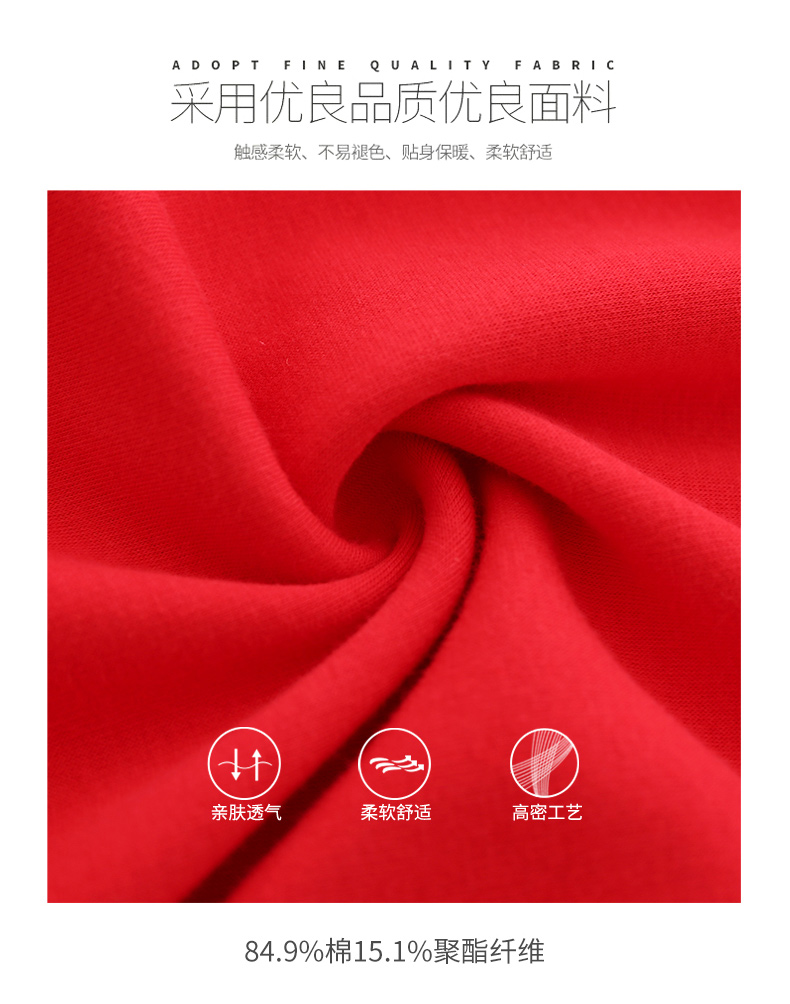 ADOPT FINE QUALITY FABRIC
采用优良品质优良面料
触感柔软、不易褪色、贴身保暖、柔软舒适
亲肤透气 柔软舒适 高密工艺
84.9%棉15.1%聚酯纤维